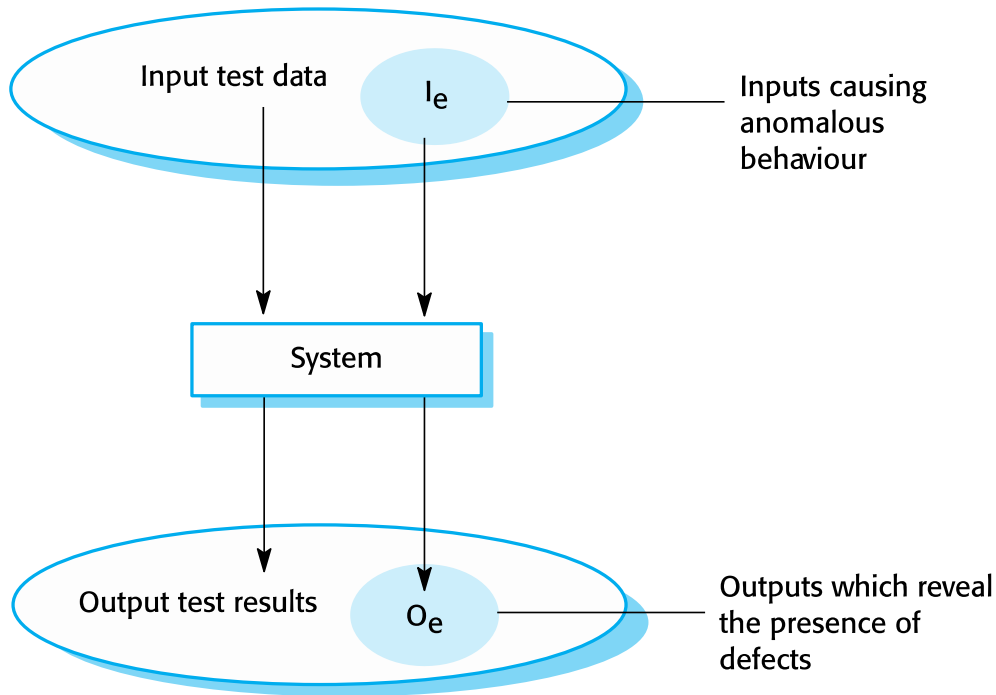 Input test data
Ie
Inputs causing
anomalous
behaviour
System
Output test results
Oe
Outputs which reveal
the presence of
defects